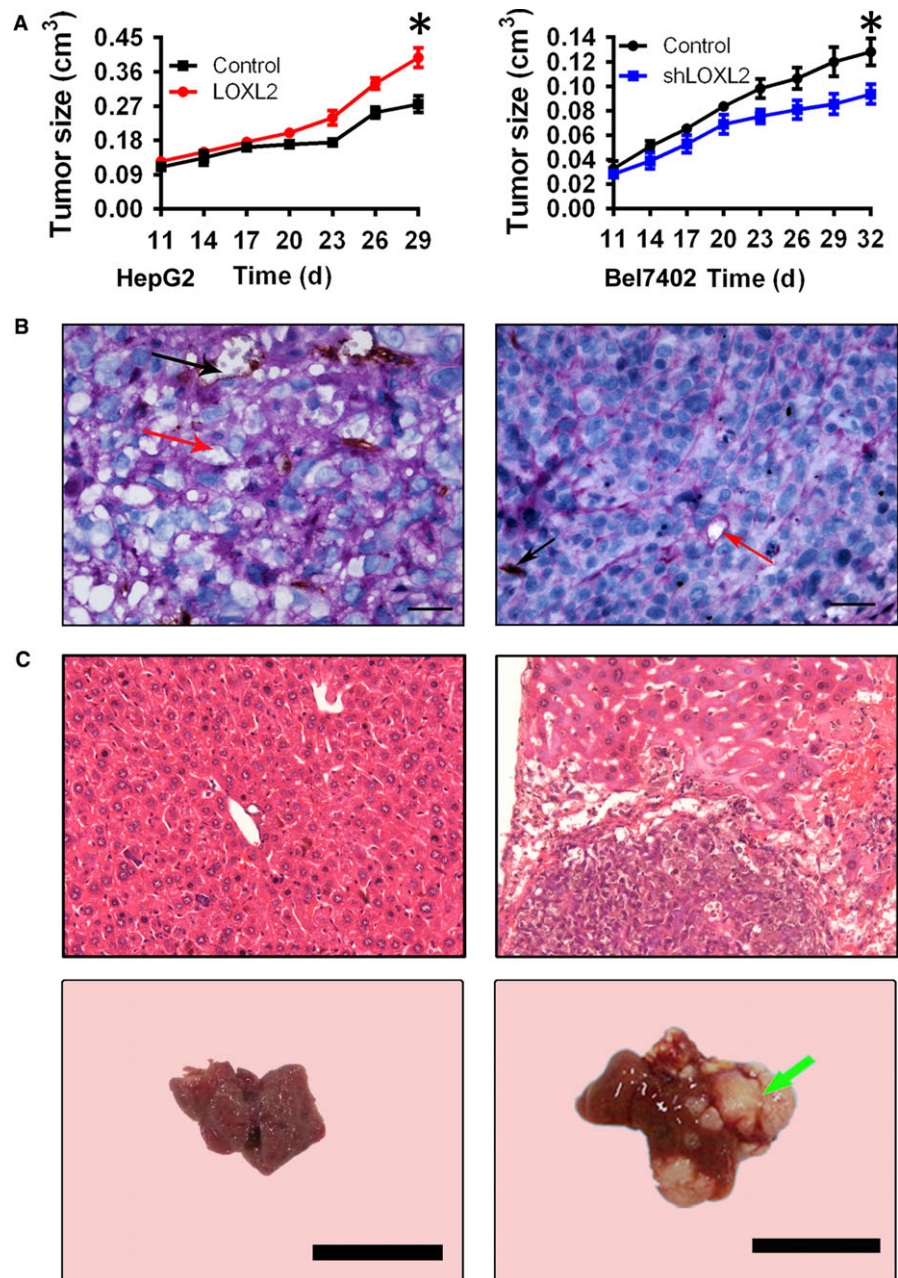 A
Tumor size (cm³)
0.45
0.36
0.27
0.18
0.09
0.00
Control
LOXL2
*
11 14 17 20 23 26 29
HepG2 Time (d)
Tumor size (cm³)
0.14
0.12
0.10
0.08
0.06
0.04
0.02
0.00
Control
shLOXL2
*
11 14 17 20 23 26 29 32
Bel7402 Time (d)
B
C